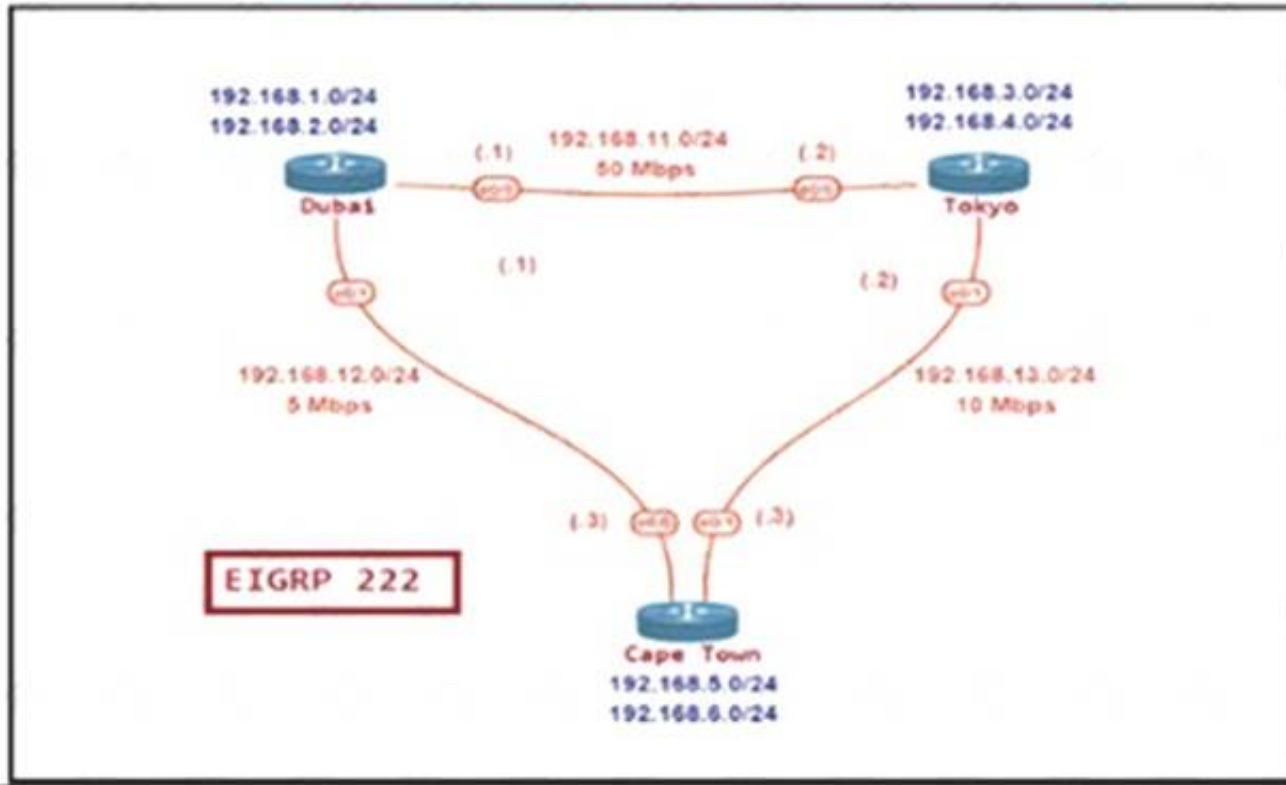 192.168.1.0/24
192.168.2.0/24
192.168.3.0/24
192.168.4.0/24
192.168.11.0/24
50 Mbps
(.1)
(.2)
Dubai
Tokyo
(.1)
(.2)
192.168.12.0/24
5 Mbps
192.168.13.0/24
10 Mbps
(.3)
(.3)
EIGRP 222
Cape Town
192.168.5.0/24
192.168.6.0/24